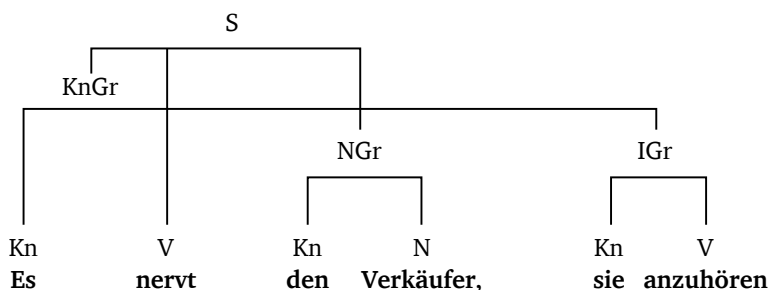 S
KnGr
NGr IGr
Kn V Kn N Kn V
Es nervt den Verkäufer, sie anzuhören